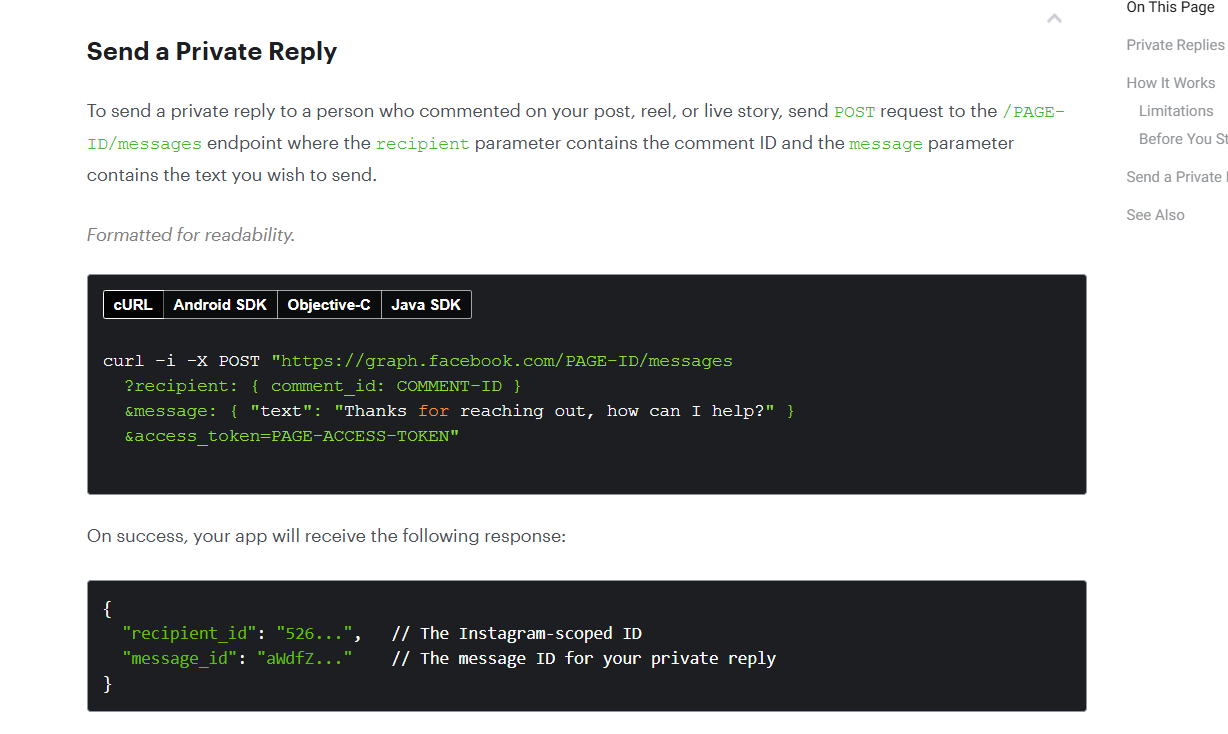 On This Page
Send a Private Reply
Private Replies
How It Works
Limitations
Before You St
Send a Private
See Also
To send a private reply to a person who commented on your post, reel, or live story, send POST request to the /PAGE-
ID/messages endpoint where the recipient parameter contains the comment ID and the message parameter
contains the text you wish to send.
Formatted for readability.
cURL Android SDK Objective-C Java SDK
curl -i -X POST "https://graph.facebook.com/PAGE-ID/messages
?recipient: { comment_id: COMMENT-ID }
&message: { "text": "Thanks for reaching out, how can I help?" }
&access_token=PAGE-ACCESS-TOKEN"
On success, your app will receive the following response:
{
"recipient_id": "526...", // The Instagram-scoped ID
"message_id": "aWdfZ..." // The message ID for your private reply
}